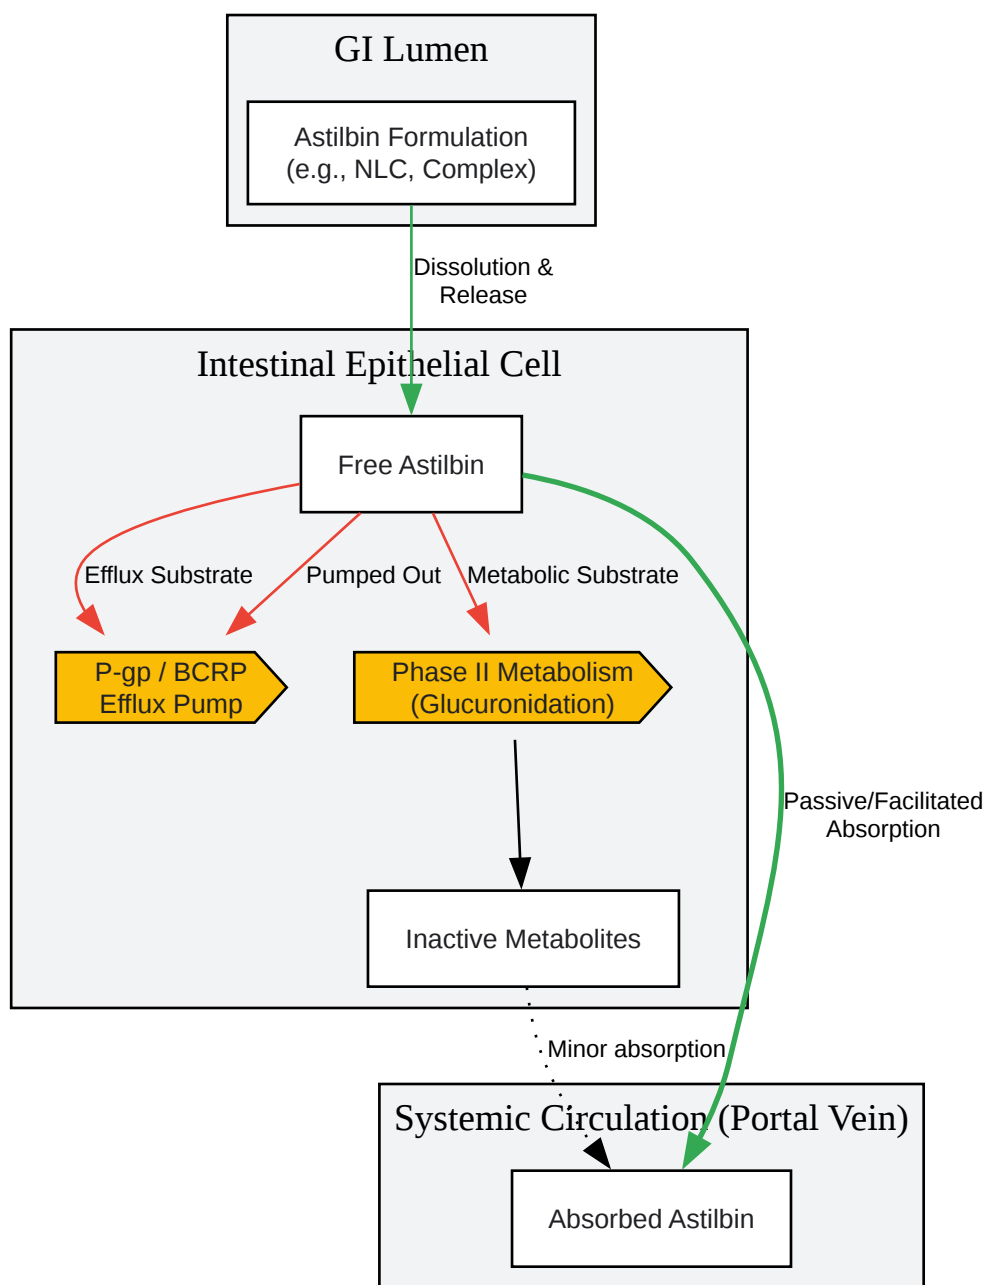 GI Lumen
Astilbin Formulation
(e.g., NLC, Complex)
Dissolution &
Release
Intestinal Epithelial Cell
Free Astilbin
Efflux Substrate
Pumped Out
Metabolic Substrate
P-gp / BCRP
Efflux Pump
Phase II Metabolism
(Glucuronidation)
Passive/Facilitated
Absorption
Inactive Metabolites
Minor absorption
Systemic Circulation (Portal Vein)
Absorbed Astilbin